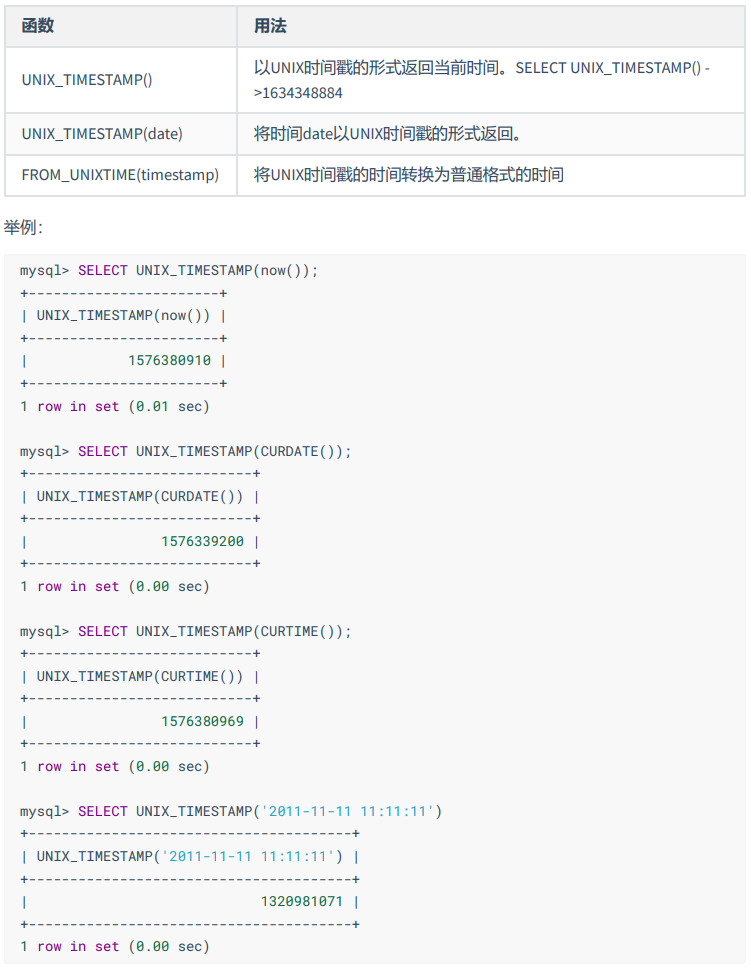 函数 用法
UNIX_TIMESTAMP() 以UNIX时间戳的形式返回当前时间。SELECT UNIX_TIMESTAMP() -
>1634348884
UNIX_TIMESTAMP(date) 将时间date以UNIX时间戳的形式返回。
FROM_UNIXTIME(timestamp) 将UNIX时间戳的时间转换为普通格式的时间
举例：
mysql> SELECT UNIX_TIMESTAMP(now());
+-----------------------+
| UNIX_TIMESTAMP(now()) |
+-----------------------+
|            1576380910 |
+-----------------------+
1 row in set (0.01 sec)
mysql> SELECT UNIX_TIMESTAMP(CURDATE());
+---------------------------+
| UNIX_TIMESTAMP(CURDATE()) |
+---------------------------+
|                1576339200 |
+---------------------------+
1 row in set (0.00 sec)
mysql> SELECT UNIX_TIMESTAMP(CURTIME());
+---------------------------+
| UNIX_TIMESTAMP(CURTIME()) |
+---------------------------+
|                1576380969 |
+---------------------------+
1 row in set (0.00 sec)
mysql> SELECT UNIX_TIMESTAMP('2011-11-11 11:11:11')
+---------------------------------------+
| UNIX_TIMESTAMP('2011-11-11 11:11:11') |
+---------------------------------------+
|                            1320981071 |
+---------------------------------------+
1 row in set (0.00 sec)